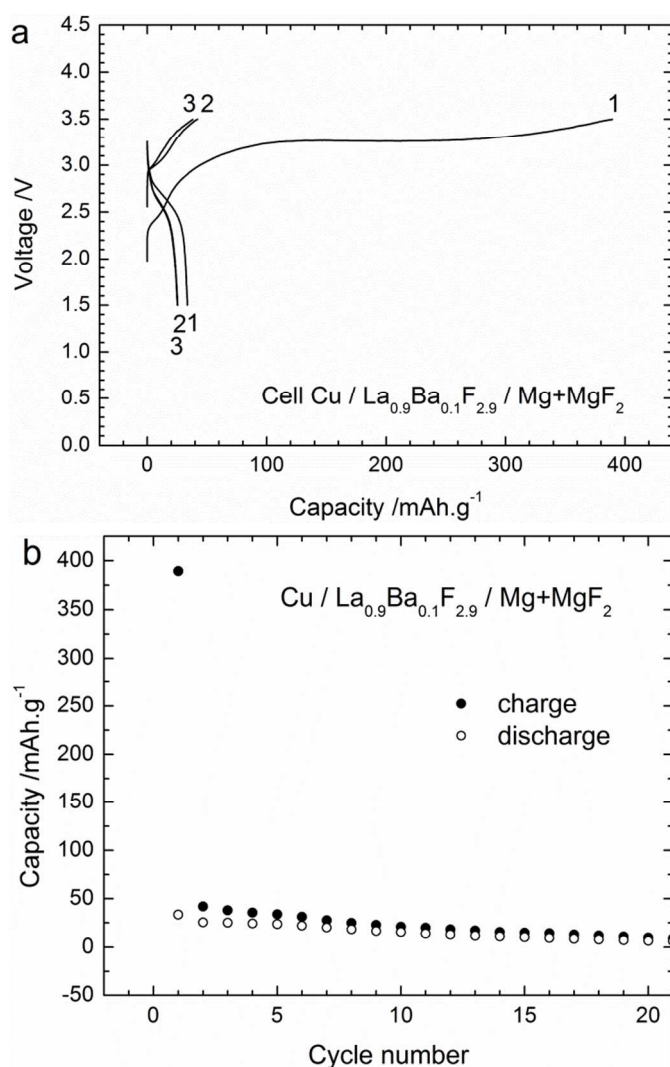 a
4.5
4.0
3.5
3.0
2.5
2.0
1.5
1.0
0.5
0.0
Voltage /V
3 2
1
21
3
Cell Cu / La₀.₉Ba₀.₁F₂.₉ / Mg+MgF₂
0 100 200 300 400
Capacity /mAh.g⁻¹
b
400
350
300
250
200
150
100
50
0
-50
Capacity /mAh.g⁻¹
Cu / La₀.₉Ba₀.₁F₂.₉ / Mg+MgF₂
charge
discharge
0 5 10 15 20
Cycle number